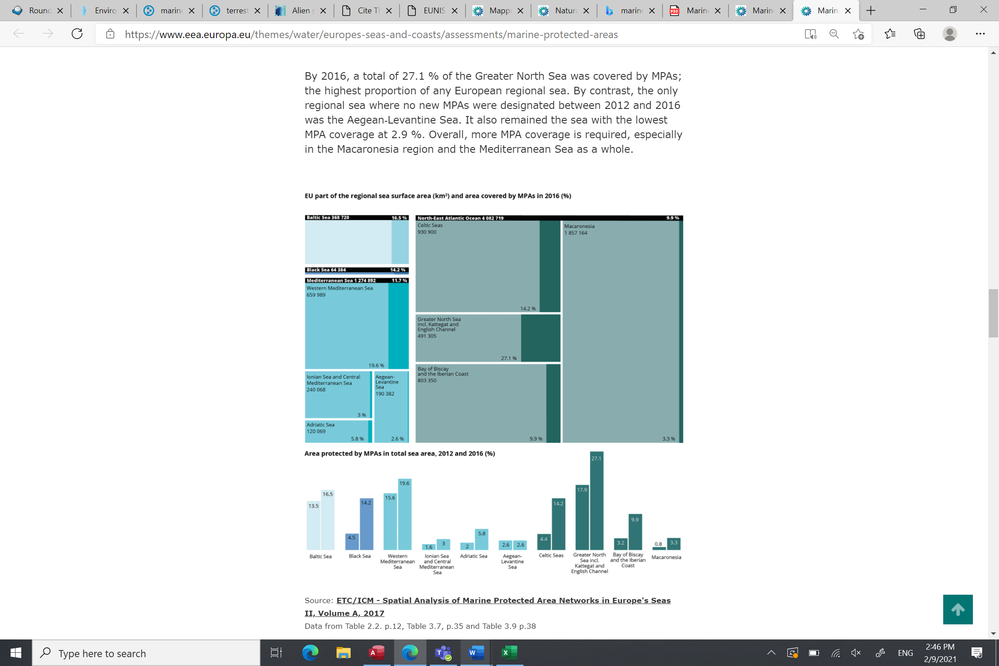 Round
Enviro
marin
terrest
Alien s
Cite Th
EUNIS
Mappi
Natura
marine
Marin
Marin
Marin
https://www.eea.europa.eu/themes/water/europes-seas-and-coasts/assessments/marine-protected-areas
By 2016, a total of 27.1 % of the Greater North Sea was covered by MPAs;
the highest proportion of any European regional sea. By contrast, the only
regional sea where no new MPAs were designated between 2012 and 2016
was the Aegean-Levantine Sea. It also remained the sea with the lowest
MPA coverage at 2.9 %. Overall, more MPA coverage is required, especially
in the Macaronesia region and the Mediterranean Sea as a whole.
EU part of the regional sea surface area (km²) and area covered by MPAs in 2016 (%)
Baltic Sea 368 720 16.5 %
Black Sea 64 384 14.2 %
Mediterranean Sea 1 274 892 11.7 %
Western Mediterranean Sea
659 989
19.6 %
Ionian Sea and Central
Mediterranean Sea
240 068
3 %
Adriatic Sea
120 069
5.8 %
Aegean-
Levantine
Sea
190 382
2.6 %
North-East Atlantic Ocean 4 082 719 9.9 %
Celtic Seas
930 900
14.2 %
Greater North Sea
incl. Kattegat and
English Channel
491 305
27.1 %
Bay of Biscay
and the Iberian Coast
803 350
9.9 %
Macaronesia
1 857 164
3.3 %
Area protected by MPAs in total sea area, 2012 and 2016 (%)
13.5 16.5
Baltic Sea
4.5 14.2
Black Sea
15.6 19.6
Western
Mediterranean
Sea
1.6 3
Ionian Sea
and Central
Mediterranean
Sea
2 5.8
Adriatic Sea
2.6 2.6
Aegean-
Levantine
Sea
4.4 14.2
Celtic Seas
17.9 27.1
Greater North
Sea incl.
Kattegat and
English Channel
3.2 9.9
Bay of Biscay
and the Iberian
Coast
0.8 3.3
Macaronesia
Source: ETC/ICM - Spatial Analysis of Marine Protected Area Networks in Europe's Seas
II, Volume A, 2017
Data from Table 2.2. p.12, Table 3.7, p.35 and Table 3.9 p.38
Type here to search
ENG
2:46 PM
2/9/2021